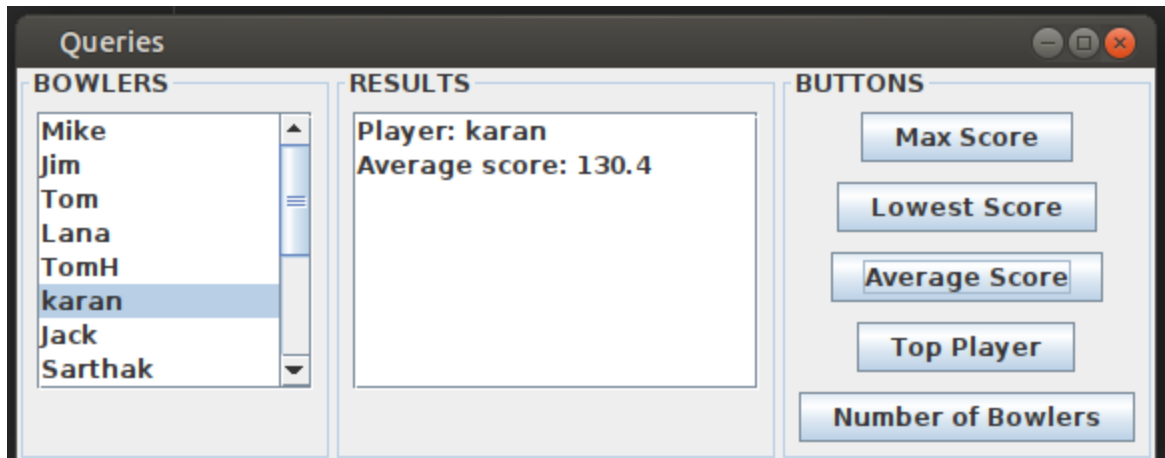 Queries
BOWLERS
Mike
Jim
Tom
Lana
TomH
karan
Jack
Sarthak
RESULTS
Player: karan
Average score: 130.4
BUTTONS
Max Score
Lowest Score
Average Score
Top Player
Number of Bowlers